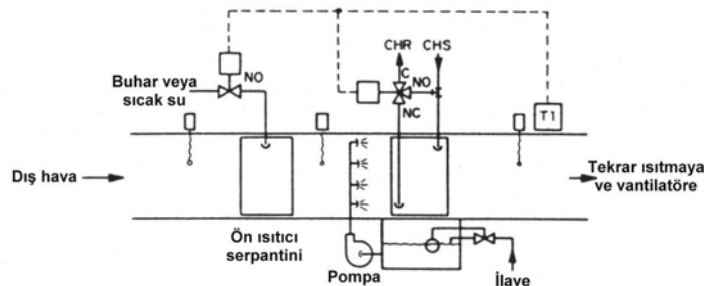 CHR CHS
C
NO
NO
NC
T1
Buhar veya
sıcak su
Dış hava
Tekrar ısıtmaya
ve vantilatöre
Ön ısıtıcı
serpantini
Pompa
İlave